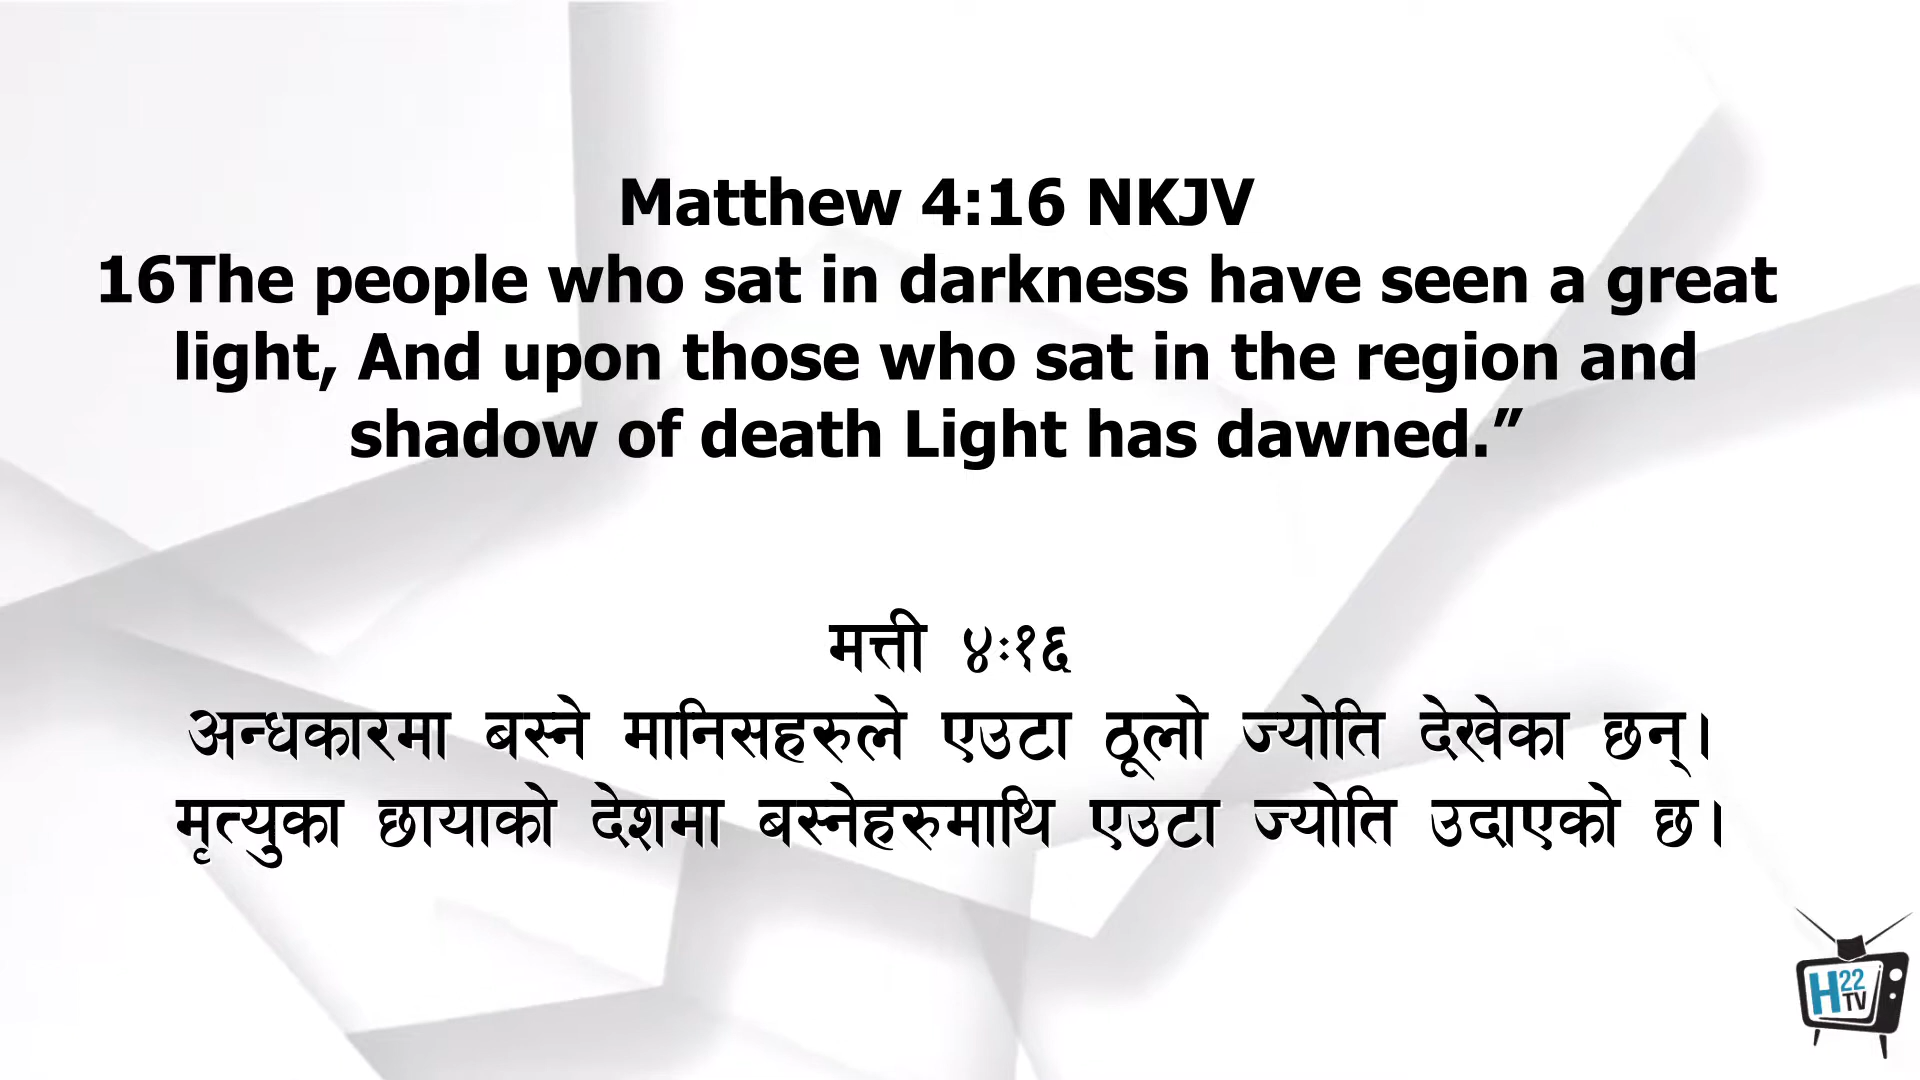 Matthew 4:16 NKJV
16The people who sat in darkness have seen a great
light, And upon those who sat in the region and
shadow of death Light has dawned.”
मत्ती ४ः१६
अन्धकारमा बस्ने मानिसहरुले एउटा ठूलो ज्योति देखेका छन्।
मृत्युका छायाको देशमा बस्नेहरुमाथि एउटा ज्योति उदाएको छ।
H22
TV